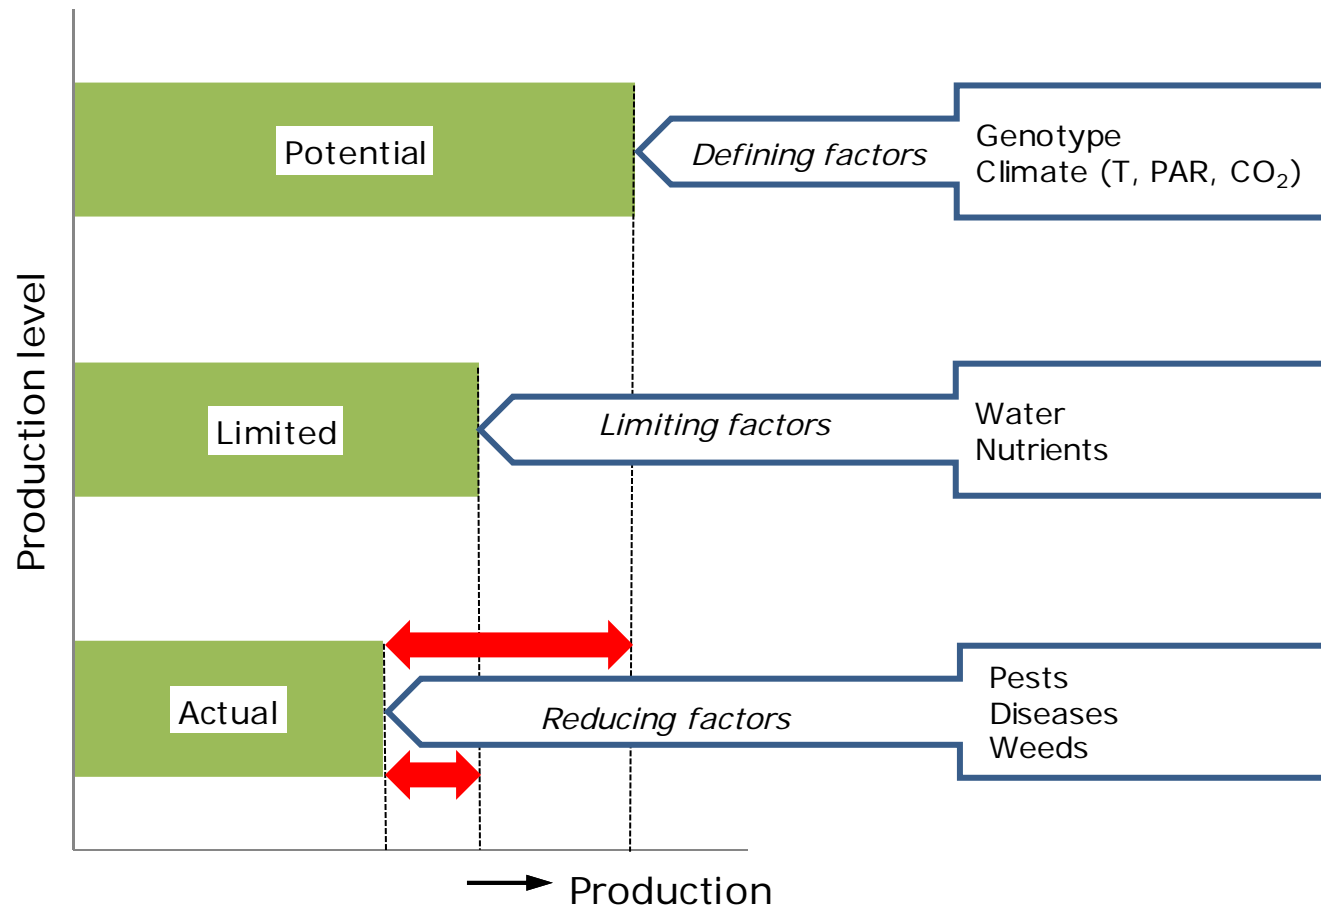 Potential
Defining factors
Genotype
Climate (T, PAR, CO₂)
Production level
Limited
Limiting factors
Water
Nutrients
Actual
Reducing factors
Pests
Diseases
Weeds
Production